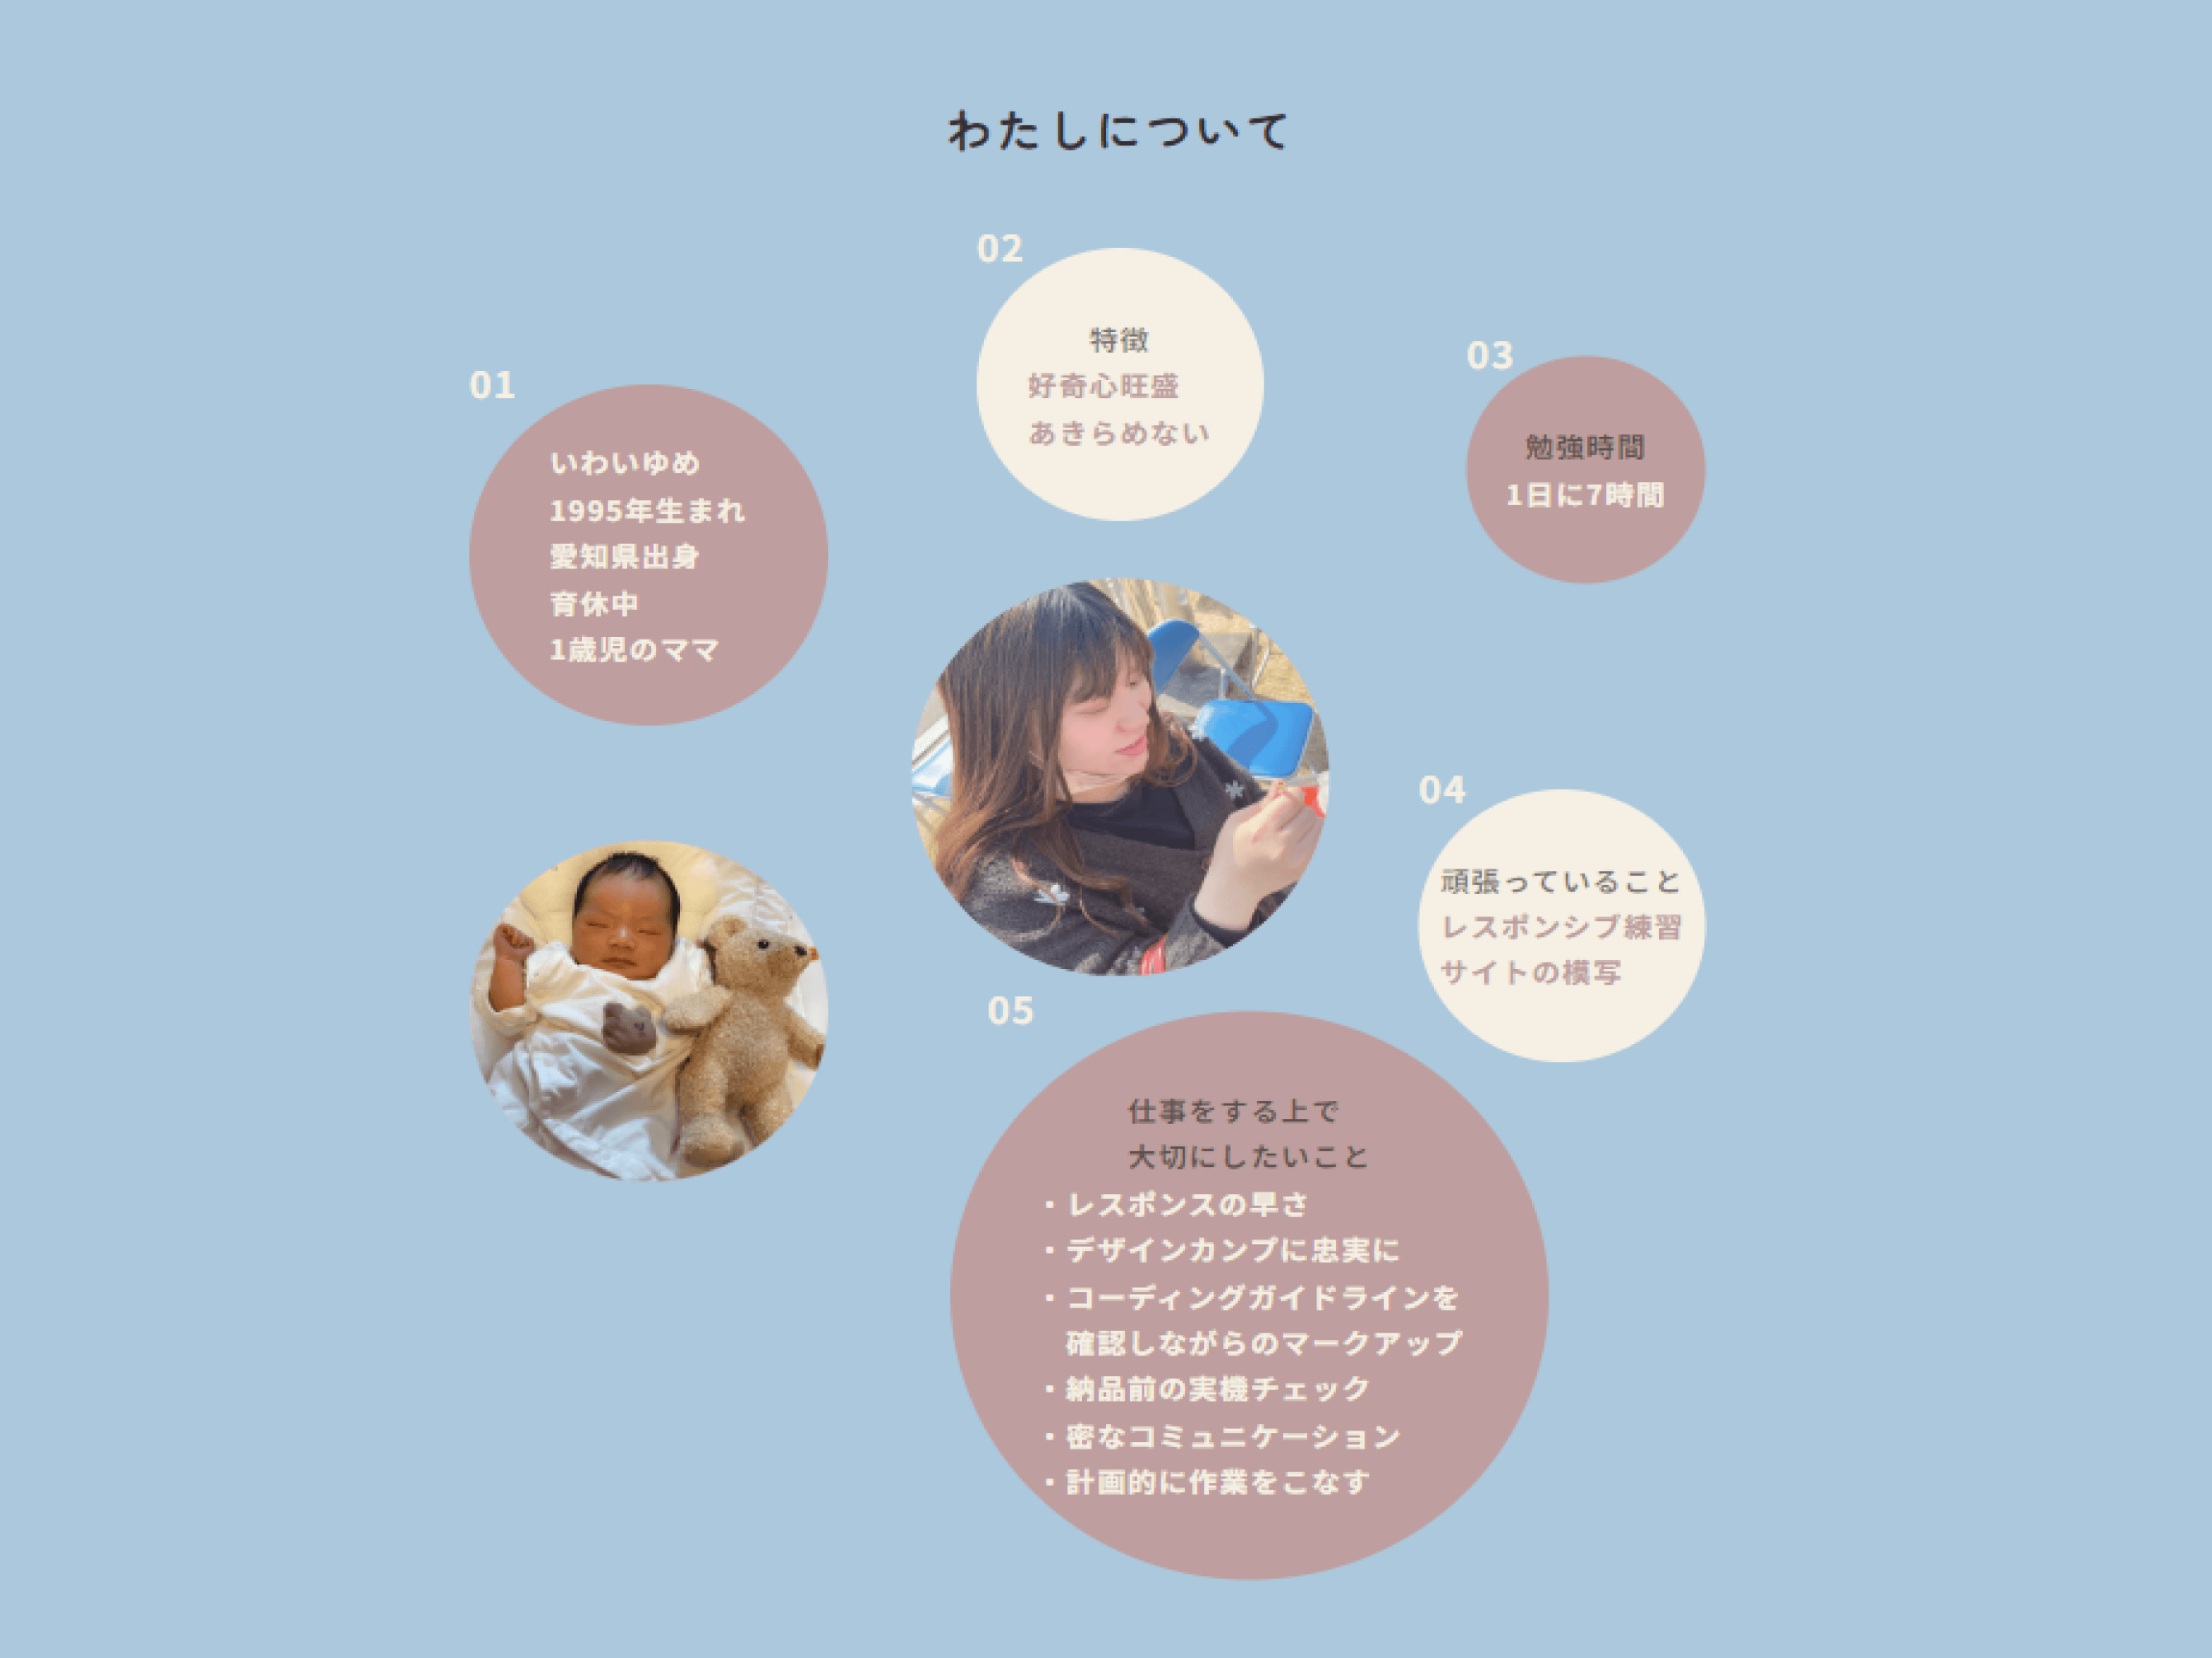 わたしについて
01
いわいゆめ
1995年生まれ
愛知県出身
育休中
1歳児のママ
02
特徴
好奇心旺盛
あきらめない
03
勉強時間
1日に7時間
04
頑張っていること
レスポンシブ練習
サイトの模写
05
仕事をする上で
大切にしたいこと
・レスポンスの早さ
・デザインカンプに忠実に
・コーディングガイドラインを
確認しながらのマークアップ
・納品前の実機チェック
・密なコミュニケーション
・計画的に作業をこなす